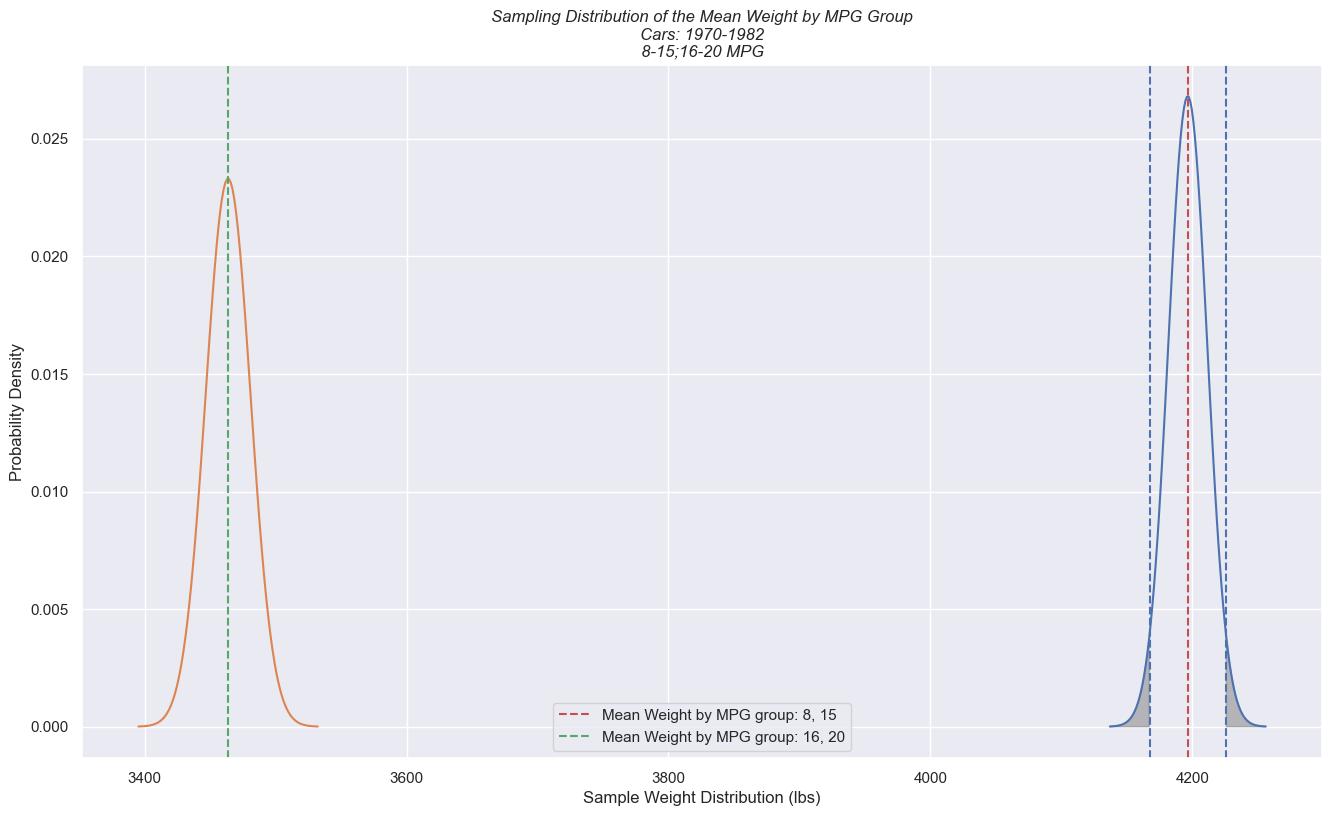 Sampling Distribution of the Mean Weight by MPG Group
Cars: 1970-1982
8-15;16-20 MPG
Probability Density
0.025
0.020
0.015
0.010
0.005
0.000
Mean Weight by MPG group: 8, 15
Mean Weight by MPG group: 16, 20
3400 3600 3800 4000 4200
Sample Weight Distribution (lbs)